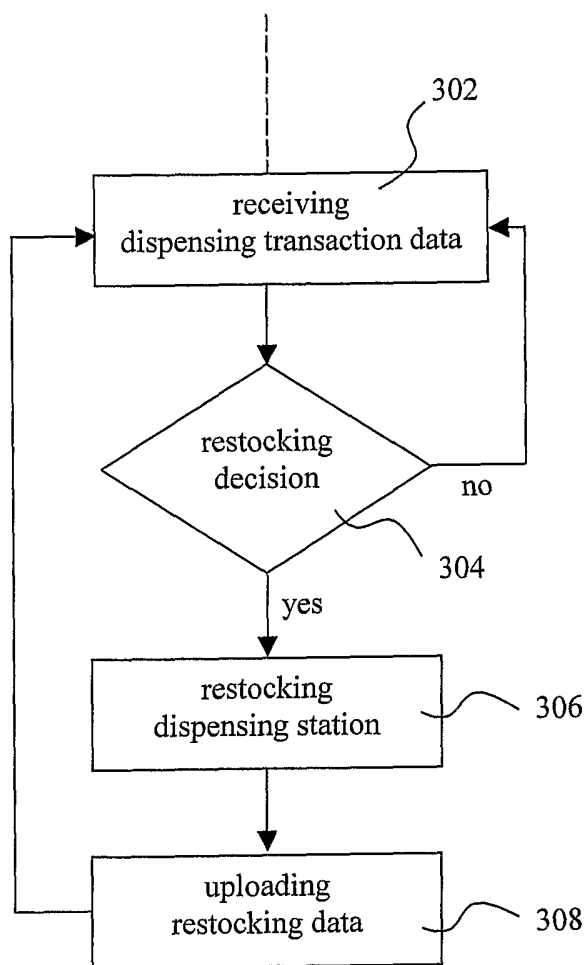 302
receiving
dispensing transaction data
restocking
decision
no
304
yes
restocking
dispensing station
306
uploading
restocking data
308